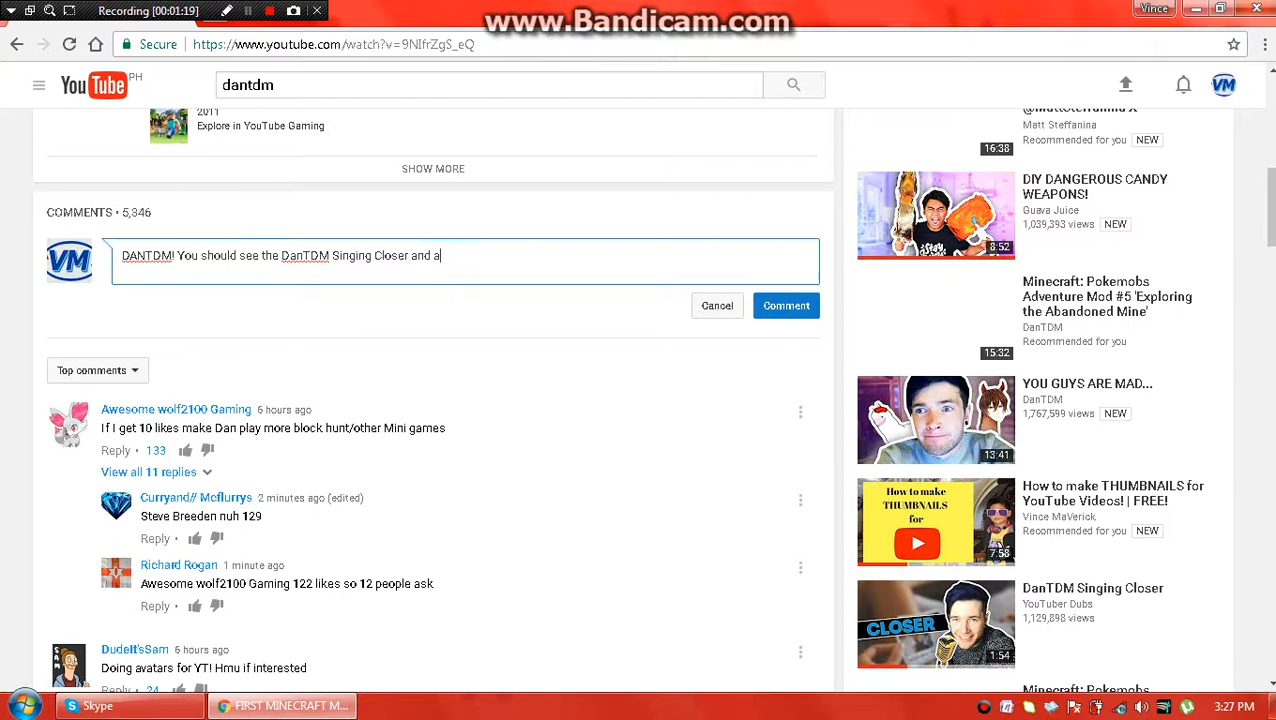 Recording [00:01:19]
www.Bandicam.com
Vince
Secure
https://www.youtube.com/watch?v=9NIfrZgS_eQ
YouTube PH
dantdm
VM
2011
Explore in YouTube Gaming
SHOW MORE
COMMENTS • 5,346
VM
DANTDM! You should see the DanTDM Singing Closer and a
Cancel
Comment
Top comments
Awesome wolf2100 Gaming 6 hours ago
If I get 10 likes make Dan play more block hunt/other Mini games
Reply • 133
View all 11 replies
Curryand// Mcflurrys 2 minutes ago (edited)
Steve Breeden nuh 129
Reply •
Richard Rogan 1 minute ago
Awesome wolf2100 Gaming 122 likes so 12 people ask
Reply •
SAM
DudeIt'sSam 6 hours ago
Doing avatars for YT! Hmu if interested
Reply • 24
@MattSteffanina X
Matt Steffanina
Recommended for you NEW
16:38
DIY DANGEROUS CANDY
WEAPONS!
Guava Juice
1,039,393 views NEW
8:52
Minecraft: Pokemobs
Adventure Mod #5 'Exploring
the Abandoned Mine'
DanTDM
Recommended for you
15:32
YOU GUYS ARE MAD...
DanTDM
1,767,599 views NEW
13:41
How to make
THUMBNAILS
for
7:58
How to make THUMBNAILS for
YouTube Videos! | FREE!
Vince MaVerick
Recommended for you NEW
CLOSER
1:54
DanTDM Singing Closer
YouTuber Dubs
1,129,898 views
Minecraft: Pokemobs
Skype
FIRST MINECRAFT M...
3:27 PM